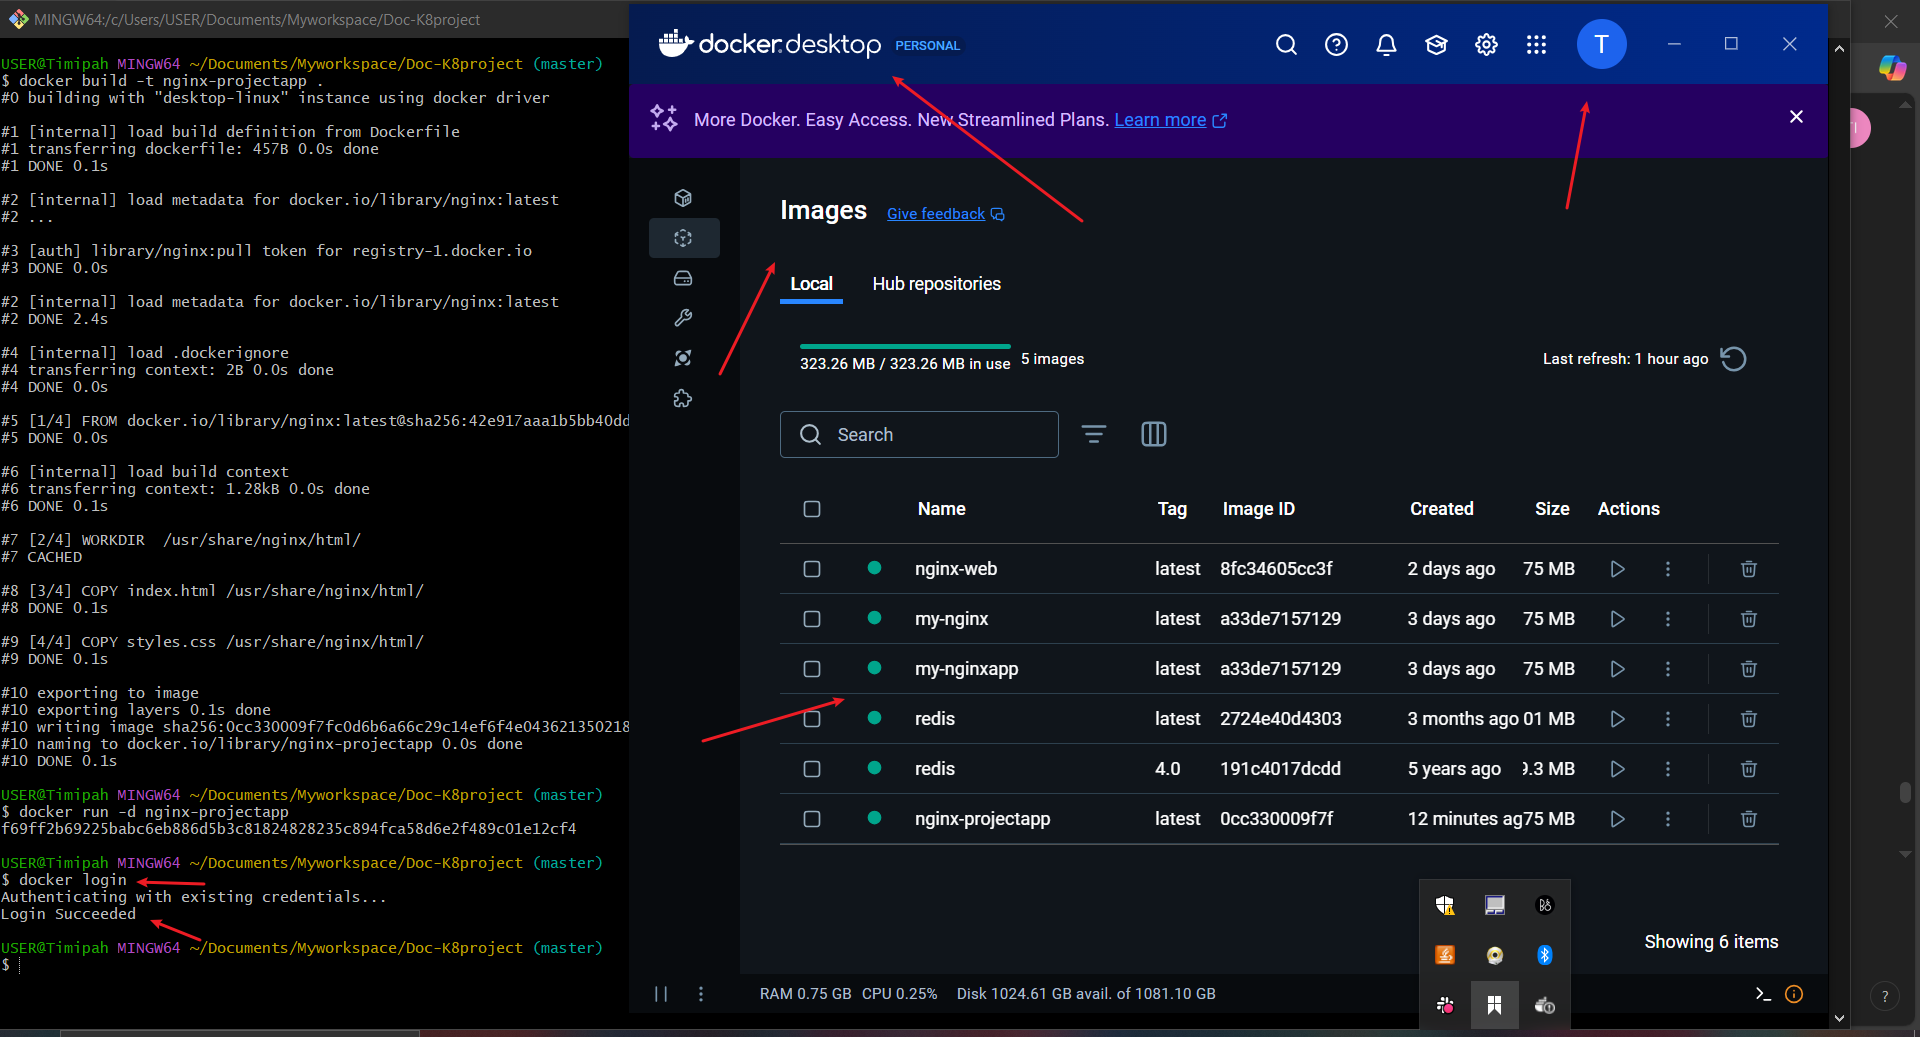 MINGW64:/c/Users/USER/Documents/Myworkspace/Doc-K8project
USER@Timipah MINGW64 ~/Documents/Myworkspace/Doc-K8project (master)
$ docker build -t nginx-projectapp .
#0 building with "desktop-linux" instance using docker driver
#1 [internal] load build definition from Dockerfile
#1 transferring dockerfile: 457B 0.0s done
#1 DONE 0.1s
#2 [internal] load metadata for docker.io/library/nginx:latest
#2 ...
#3 [auth] library/nginx:pull token for registry-1.docker.io
#3 DONE 0.0s
#2 [internal] load metadata for docker.io/library/nginx:latest
#2 DONE 2.4s
#4 [internal] load .dockerignore
#4 transferring context: 2B 0.0s done
#4 DONE 0.0s
#5 [1/4] FROM docker.io/library/nginx:latest@sha256:42e917aaa1b5bb40dd
#5 DONE 0.0s
#6 [internal] load build context
#6 transferring context: 1.28kB 0.0s done
#6 DONE 0.1s
#7 [2/4] WORKDIR  /usr/share/nginx/html/
#7 CACHED
#8 [3/4] COPY index.html /usr/share/nginx/html/
#8 DONE 0.1s
#9 [4/4] COPY styles.css /usr/share/nginx/html/
#9 DONE 0.1s
#10 exporting to image
#10 exporting layers 0.1s done
#10 writing image sha256:0cc330009f7fc0d6b6a66c29c14ef6f4e043621350218
#10 naming to docker.io/library/nginx-projectapp 0.0s done
#10 DONE 0.1s
USER@Timipah MINGW64 ~/Documents/Myworkspace/Doc-K8project (master)
$ docker run -d nginx-projectapp
f69ff2b69225babc6eb886d5b3c81824828235c894fca58d6e2f489c01e12cf4
USER@Timipah MINGW64 ~/Documents/Myworkspace/Doc-K8project (master)
$ docker login
Authenticating with existing credentials...
Login Succeeded
USER@Timipah MINGW64 ~/Documents/Myworkspace/Doc-K8project (master)
$
docker.desktop PERSONAL
T
More Docker. Easy Access. New Streamlined Plans. Learn more
Images Give feedback
Local Hub repositories
323.26 MB / 323.26 MB in use 5 images Last refresh: 1 hour ago
Search
Name Tag Image ID Created Size Actions
nginx-web latest 8fc34605cc3f 2 days ago 75 MB
my-nginx latest a33de7157129 3 days ago 75 MB
my-nginxapp latest a33de7157129 3 days ago 75 MB
redis latest 2724e40d4303 3 months ago 01 MB
redis 4.0 191c4017dcdd 5 years ago 9.3 MB
nginx-projectapp latest 0cc330009f7f 12 minutes ag 75 MB
Showing 6 items
RAM 0.75 GB CPU 0.25% Disk 1024.61 GB avail. of 1081.10 GB